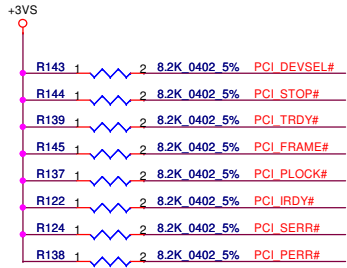 +3VS
R143 1 2 8.2K_0402_5% PCI_DEVSEL#
R144 1 2 8.2K_0402_5% PCI_STOP#
R139 1 2 8.2K_0402_5% PCI_TRDY#
R145 1 2 8.2K_0402_5% PCI_FRAME#
R137 1 2 8.2K_0402_5% PCI_PLOCK#
R122 1 2 8.2K_0402_5% PCI_IRDY#
R124 1 2 8.2K_0402_5% PCI_SERR#
R138 1 2 8.2K_0402_5% PCI_PERR#